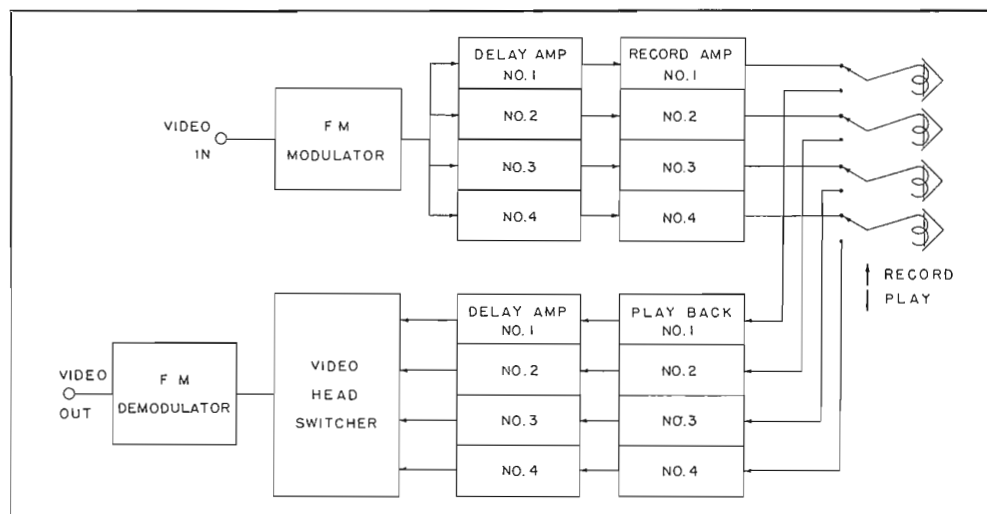 VIDEO
IN
F M
MODULATOR
DELAY AMP
NO. 1
NO. 2
NO. 3
NO. 4
RECORD AMP
NO. 1
NO. 2
NO. 3
NO. 4
RECORD
PLAY
VIDEO
OUT
F M
DEMODULATOR
VIDEO
HEAD
SWITCHER
DELAY AMP
NO. 1
NO. 2
NO. 3
NO. 4
PLAY BACK
NO. 1
NO. 2
NO. 3
NO. 4